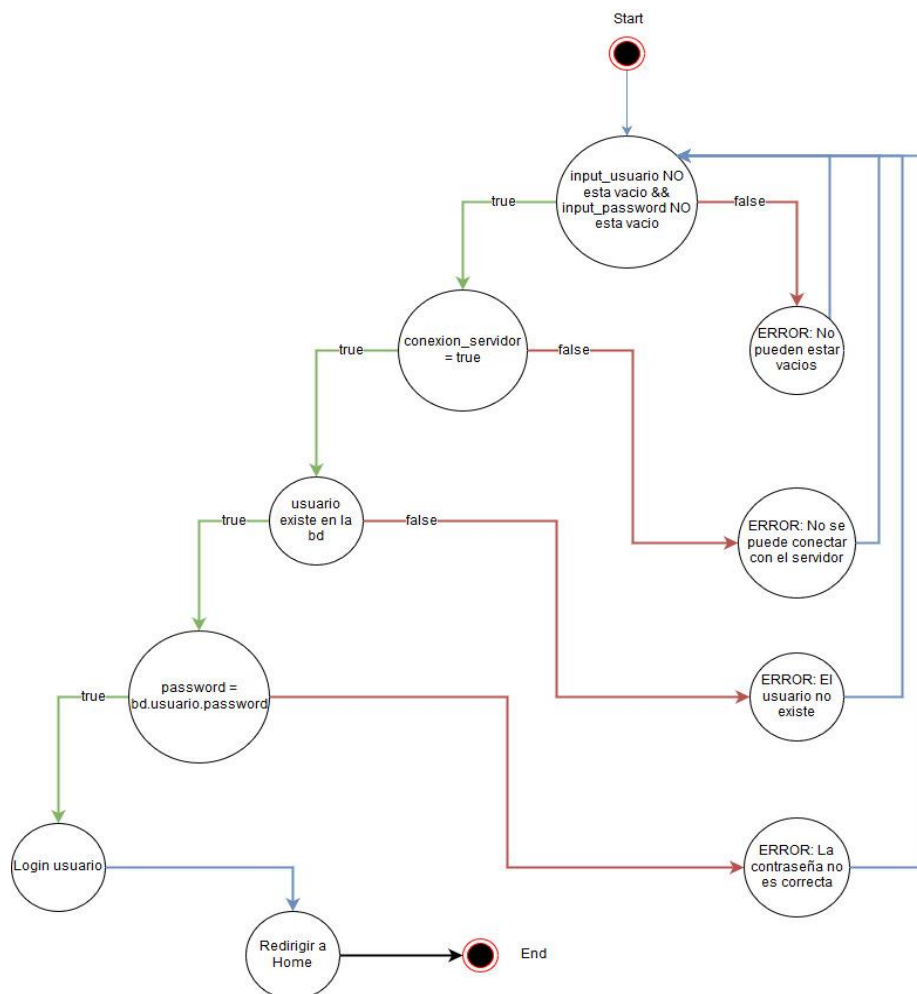 Start
input_usuario NO
esta vacio &&
input_password NO
esta vacio
true
false
ERROR: No
pueden estar
vacios
conexion_servidor
= true
true
false
usuario
existe en la
bd
true
false
ERROR: No se
puede conectar
con el servidor
password =
bd.usuario.password
true
ERROR: El
usuario no
existe
Login usuario
ERROR: La
contraseña no
es correcta
Redirigir a
Home
End